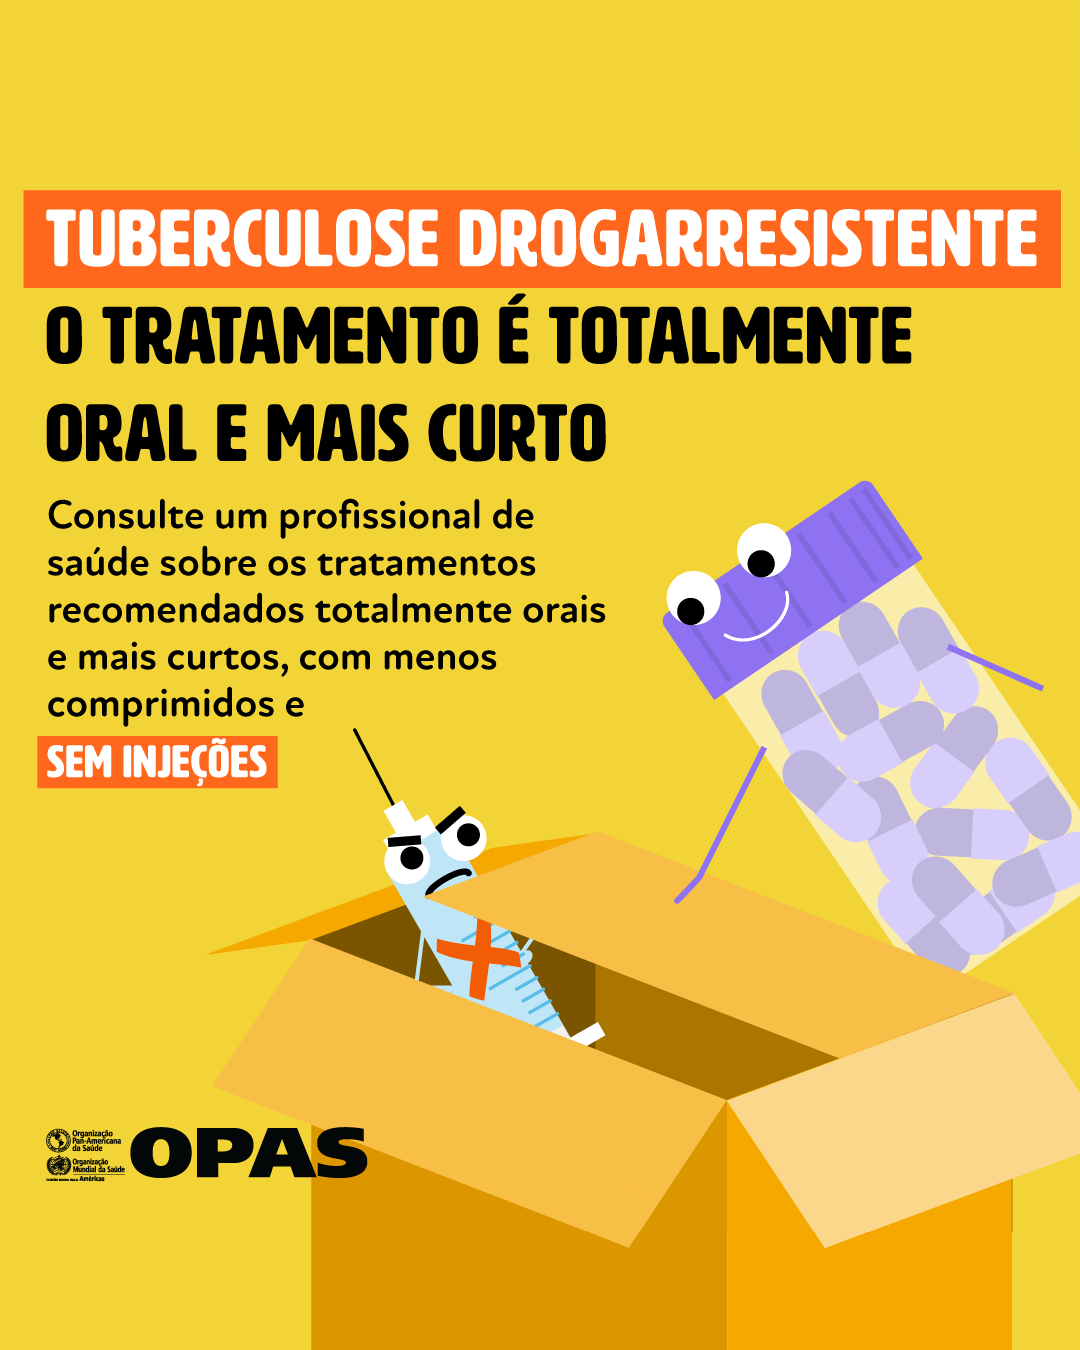 TUBERCULOSE DROGARRESISTENTE
O TRATAMENTO É TOTALMENTE
ORAL E MAIS CURTO
Consulte um profissional de
saúde sobre os tratamentos
recomendados totalmente orais
e mais curtos, com menos
comprimidos e
SEM INJEÇÕES
Organização
Pan-Americana
da Saúde
Organização
Mundial da Saúde
Américas
OPAS